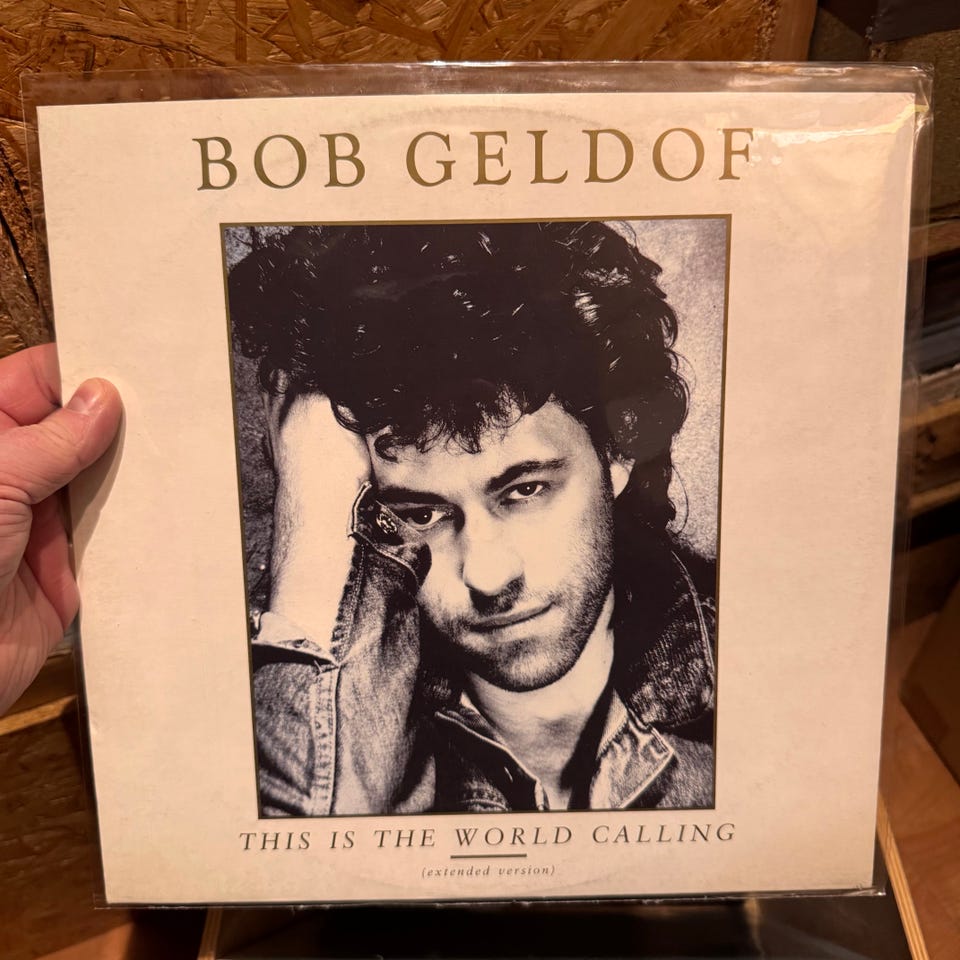 BOB GELDOF
THIS IS THE WORLD CALLING
(extended version)